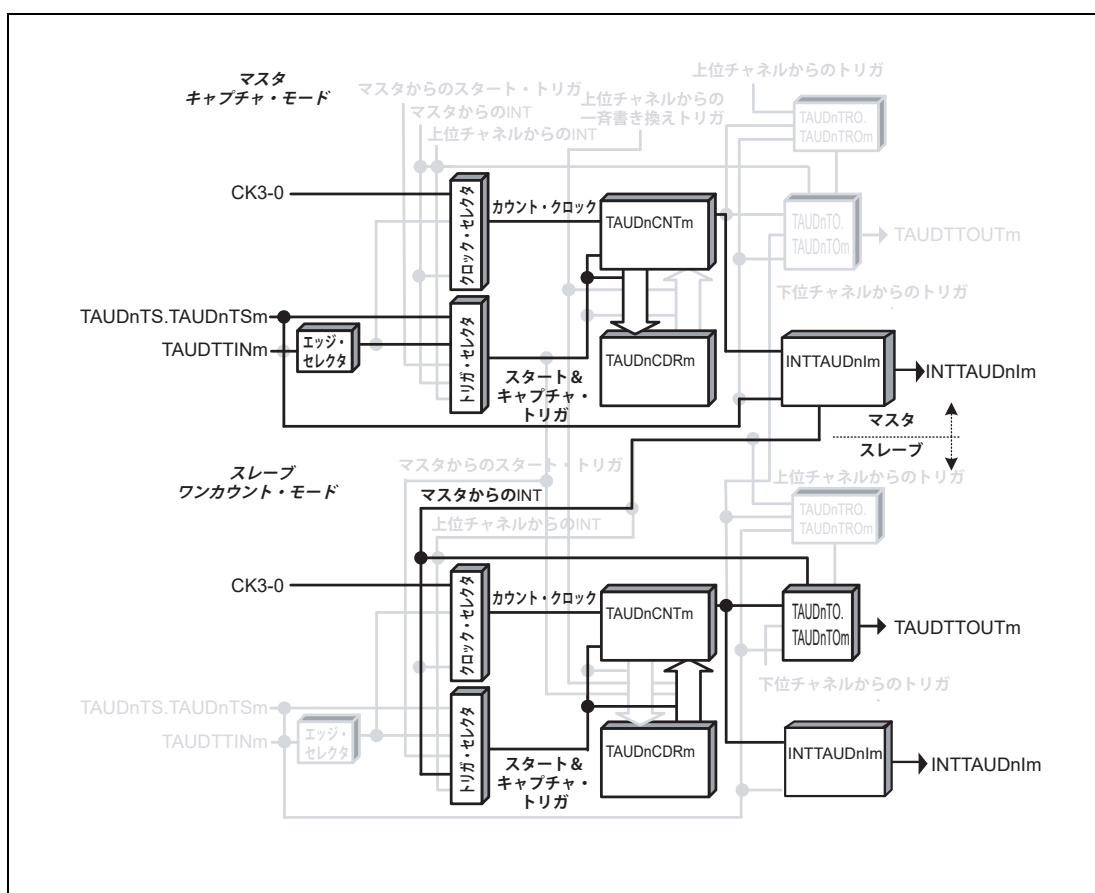 マスタ
キャプチャ・モード
マスタからのスタート・トリガ
マスタからのINT
上位チャネルからのINT
上位チャネルからのトリガ
上位チャネルからの
一斉書き換えトリガ
TAUDnTRO.
TAUDnTROm
CK3-0
クロック・セレクタ
カウント・クロック
TAUDnCNTm
TAUDnTO.
TAUDnTOm
TAUDTTOUTm
下位チャネルからのトリガ
TAUDnTS.TAUDnTSm
TAUDTTINm
エッジ・
セレクタ
トリガ・セレクタ
スタート&
キャプチャ・
トリガ
TAUDnCDRm
INTTAUDnIm
INTTAUDnIm
マスタ
スレーブ
スレーブ
ワンカウント・モード
マスタからのスタート・トリガ
マスタからのINT
上位チャネルからのINT
上位チャネルからのトリガ
TAUDnTRO.
TAUDnTROm
CK3-0
クロック・セレクタ
カウント・クロック
TAUDnCNTm
TAUDnTO.
TAUDnTOm
TAUDTTOUTm
下位チャネルからのトリガ
TAUDnTS.TAUDnTSm
TAUDTTINm
エッジ・
セレクタ
トリガ・セレクタ
スタート&
キャプチャ・
トリガ
TAUDnCDRm
INTTAUDnIm
INTTAUDnIm